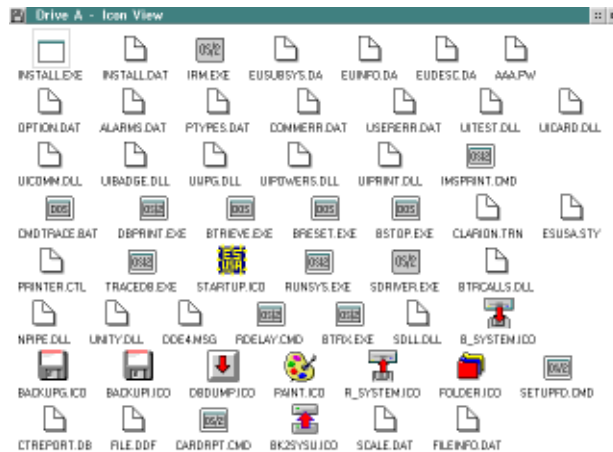 Drive A - Icon View
INSTALL.EXE INSTALL.DAT IRM.EXE EUSUBSYS.DA EUINFO.DA EUDESC.DA AAA.PW
OPTION.DAT ALARMS.DAT PTYPES.DAT COMMERR.DAT USERERR.DAT UITEST.DLL UICARD.DLL
UICOMM.DLL UIBADGE.DLL UIUPG.DLL UIPOWERS.DLL UIPRINT.DLL IMSPRINT.CMD
CMDTRACE.BAT DBPRINT.EXE BTRIEVE.EXE BRESET.EXE BSTOP.EXE CLARION.TRN ESUSA.STY
PRINTER.CTL TRACEDB.EXE STARTUP.ICO RUNSYS.EXE SDRIVER.EXE BTRCALLS.DLL
NPIPE.DLL UNITY.DLL DDE4.MSG RDELAY.CMD BTFIX.EXE SDLL.DLL B_SYSTEM.ICO
BACKUPG.ICO BACKUPI.ICO DBDUMP.ICO PAINT.ICO R_SYSTEM.ICO FOLDER.ICO SETUPFD.CMD
CTREPORT.DB FILE.DDF CARDRPT.CMD BK2SYSU.ICO SCALE.DAT FILEINFO.DAT